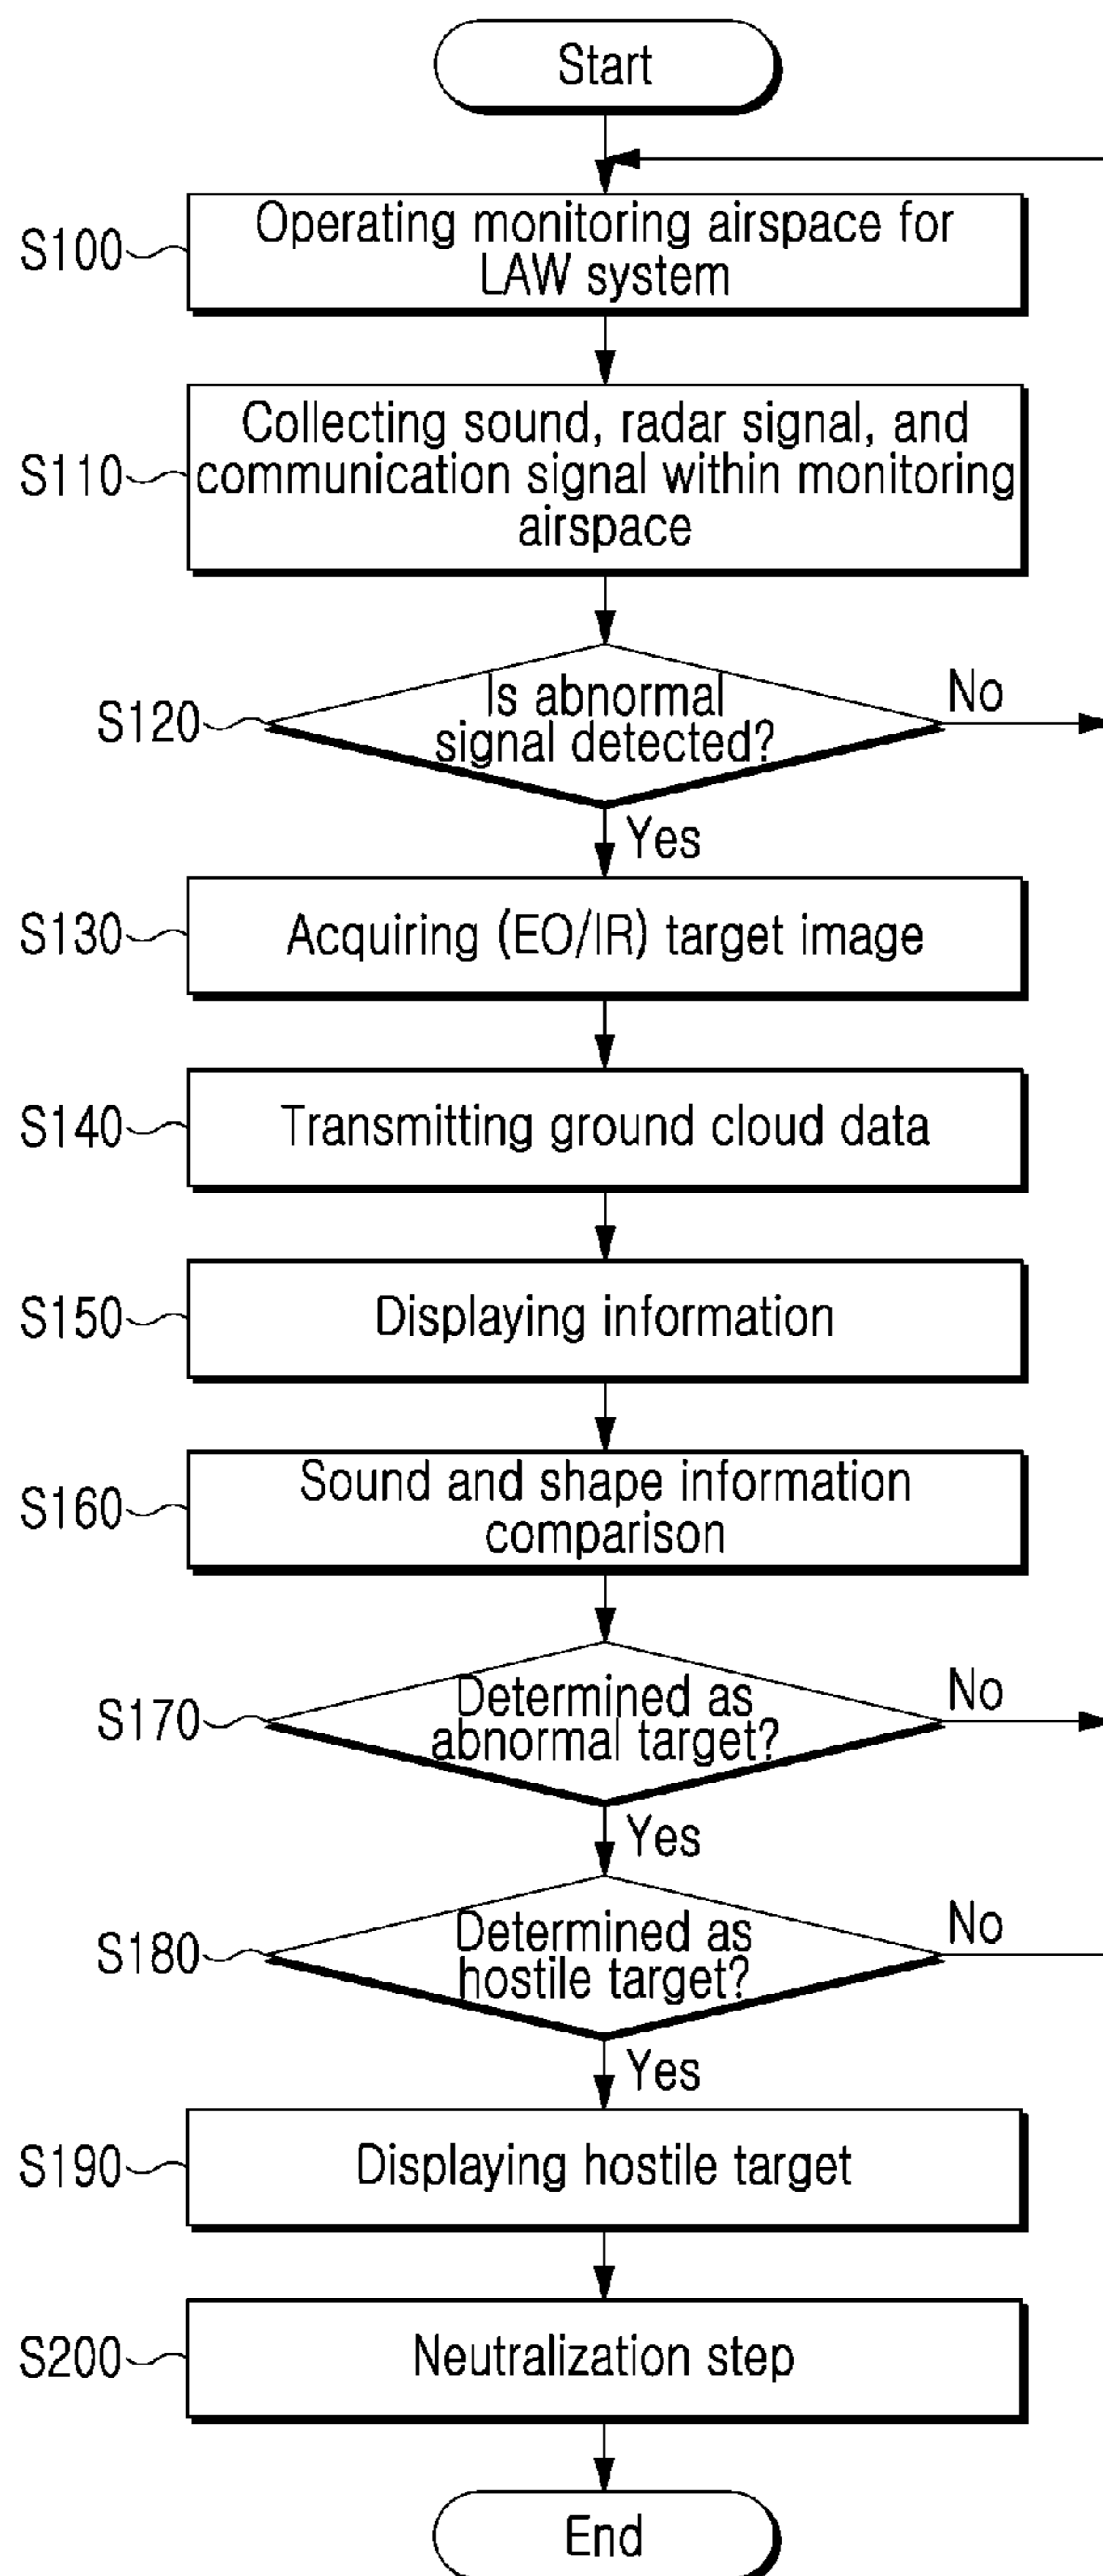 Start
S100
Operating monitoring airspace for
LAW system
S110
Collecting sound, radar signal, and
communication signal within monitoring
airspace
S120
Is abnormal
signal detected?
No
Yes
S130
Acquiring (EO/IR) target image
S140
Transmitting ground cloud data
S150
Displaying information
S160
Sound and shape information
comparison
S170
Determined as
abnormal target?
No
Yes
S180
Determined as
hostile target?
No
Yes
S190
Displaying hostile target
S200
Neutralization step
End